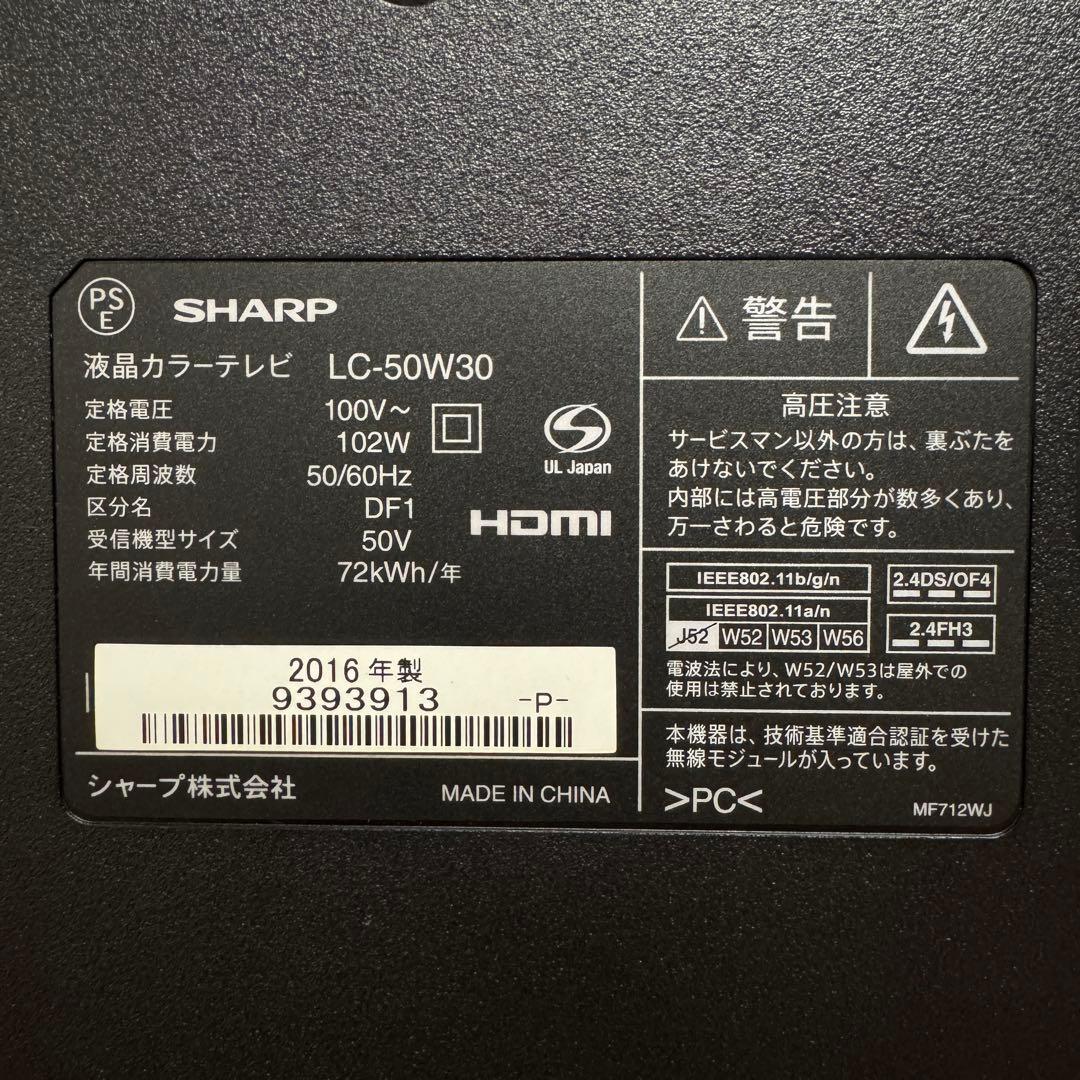 PS
E
SHARP
液晶カラーテレビ LC-50W30
定格電圧 100V～
定格消費電力 102W
定格周波数 50/60Hz
区分名 DF1
受信機型サイズ 50V
年間消費電力量 72kWh/年
S
UL Japan
HDMI
2016年製
9393913 -P-
シャープ株式会社 MADE IN CHINA
警告
高圧注意
サービスマン以外の方は、裏ぶたを
あけないでください。
内部には高電圧部分が数多くあり、
万一さわると危険です。
IEEE802.11b/g/n
2.4DS/OF4
IEEE802.11a/n
J52 W52 W53 W56
2.4FH3
電波法により、W52/W53は屋外での
使用は禁止されております。
本機器は、技術基準適合認証を受けた
無線モジュールが入っています。
>PC< MF712WJ